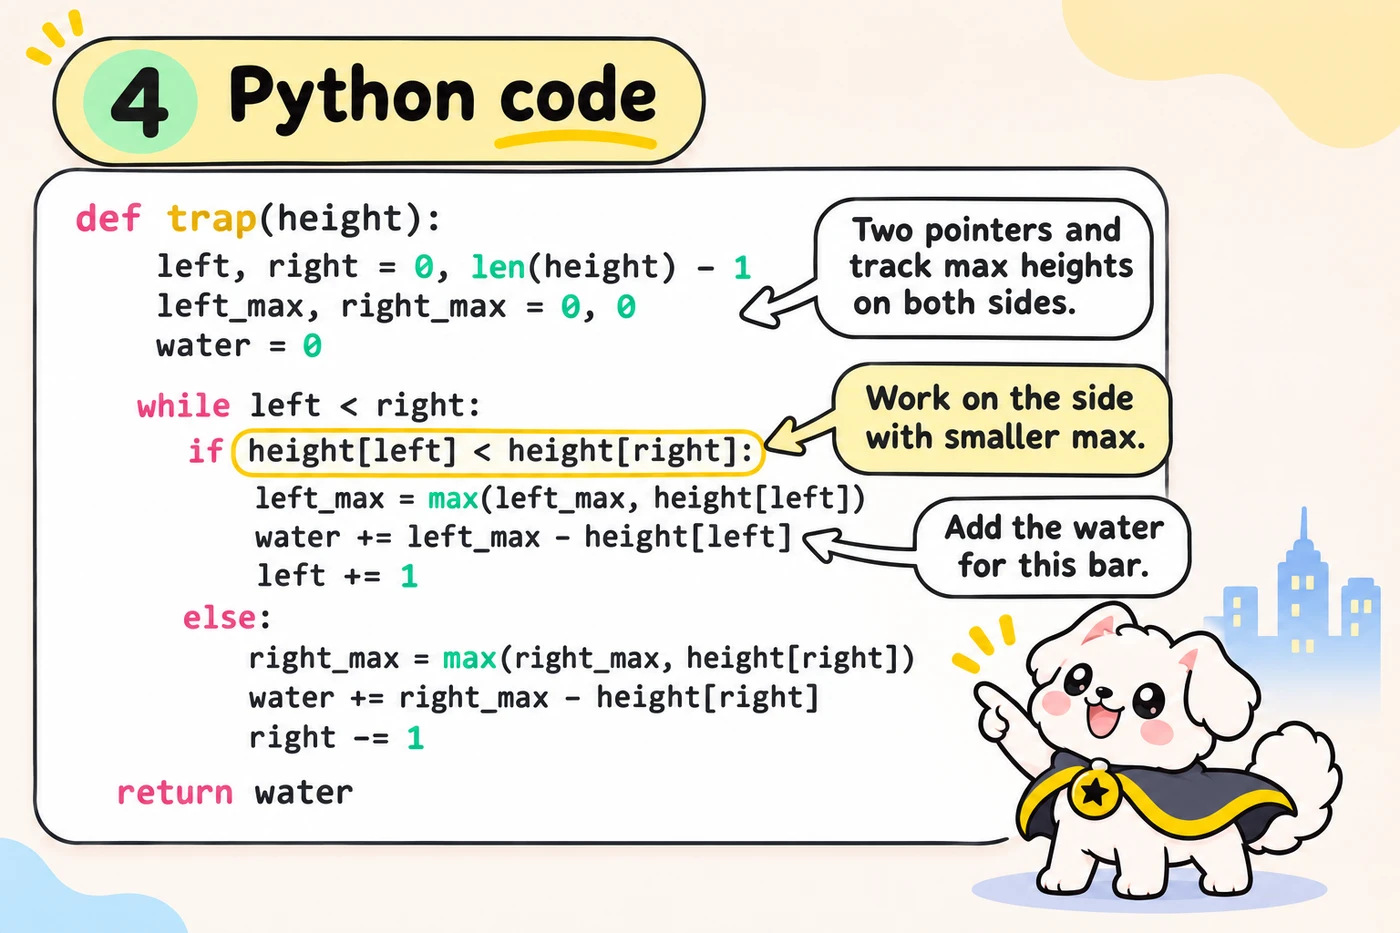 4 Python code
def trap(height):
left, right = 0, len(height) - 1
left_max, right_max = 0, 0
water = 0
Two pointers and
track max heights
on both sides.
while left < right:
if height[left] < height[right]:
Work on the side
with smaller max.
left_max = max(left_max, height[left])
water += left_max - height[left]
left += 1
Add the water
for this bar.
else:
right_max = max(right_max, height[right])
water += right_max - height[right]
right -= 1
return water